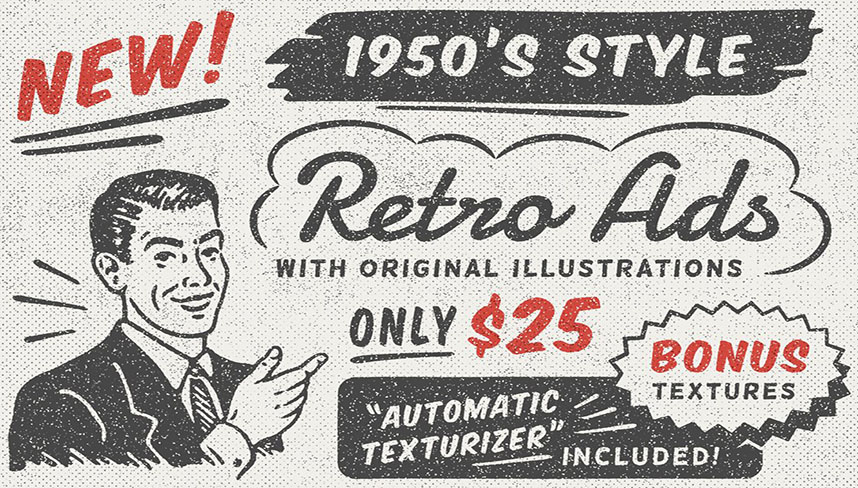 NEW!
1950'S STYLE
Retro Ads
WITH ORIGINAL ILLUSTRATIONS
ONLY $25
BONUS
TEXTURES
"AUTOMATIC
TEXTURIZER"
INCLUDED!